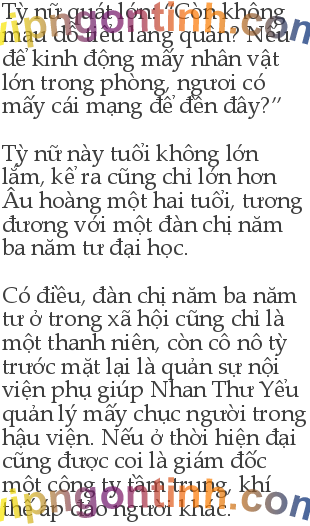 Tỳ nữ quát lớn: “Còn không
mau đỡ tiểu lang quân? Nếu
để kinh động mấy nhân vật
lớn trong phòng, ngươi có
mấy cái mạng để đền đây?”
Tỳ nữ này tuổi không lớn
lắm, kể ra cũng chỉ lớn hơn
Âu hoàng một hai tuổi, tương
đương với một đàn chị năm
ba năm tư đại học.
Có điều, đàn chị năm ba năm
tư ở trong xã hội cũng chỉ là
một thanh niên, còn cô nô tỳ
trước mặt lại là quản sự nội
viện phụ giúp Nhan Thư Yểu
quản lý mấy chục người trong
hậu viện. Nếu ở thời hiện đại
cũng được coi là giám đốc
một công ty tầm trung, khí
thế áp đảo người khác.
vipngontinh.com